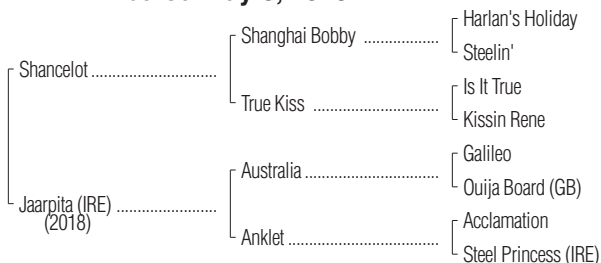 Harlan's Holiday
Shanghai Bobby ..................
Steelin'
Shancelot ..............................
Is It True
True Kiss ..............................
Kissin Rene
Galileo
Australia ................................
Ouija Board (GB)
Jaarpita (IRE) ........................
(2018)
Acclamation
Anklet ....................................
Steel Princess (IRE)